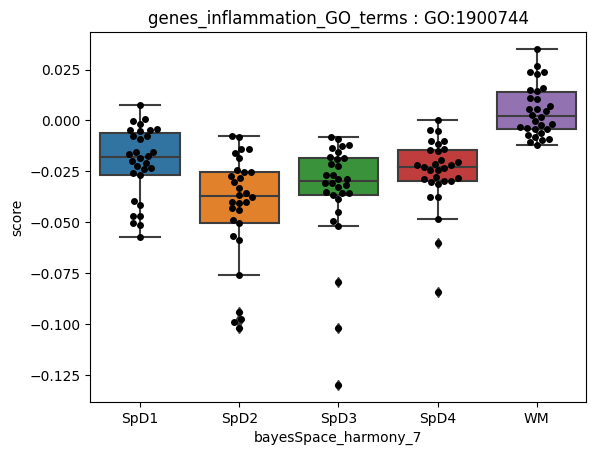 genes_inflammation_GO_terms : GO:1900744
score
0.025
0.000
−0.025
−0.050
−0.075
−0.100
−0.125
SpD1 SpD2 SpD3 SpD4 WM
bayesSpace_harmony_7